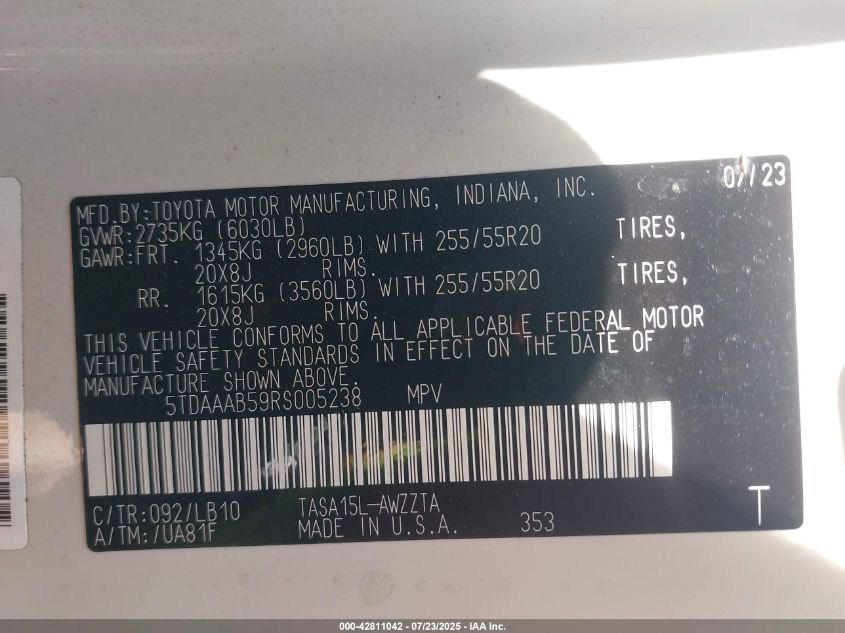 07/23
MFD.BY:TOYOTA MOTOR MANUFACTURING, INDIANA, INC.
GVWR:2735KG (6030LB)
GAWR:FRT. 1345KG (2960LB) WITH 255/55R20 TIRES,
20X8J RIMS.
RR. 1615KG (3560LB) WITH 255/55R20 TIRES,
20X8J RIMS.
THIS VEHICLE CONFORMS TO ALL APPLICABLE FEDERAL MOTOR
VEHICLE SAFETY STANDARDS IN EFFECT ON THE DATE OF
MANUFACTURE SHOWN ABOVE.
5TDAAAB59RS005238 MPV
C/TR:092/LB10 TASA15L-AWZZTA
A/TM:/UA81F MADE IN U.S.A. 353
T
000-42811042 - 07/23/2025 - IAA Inc.